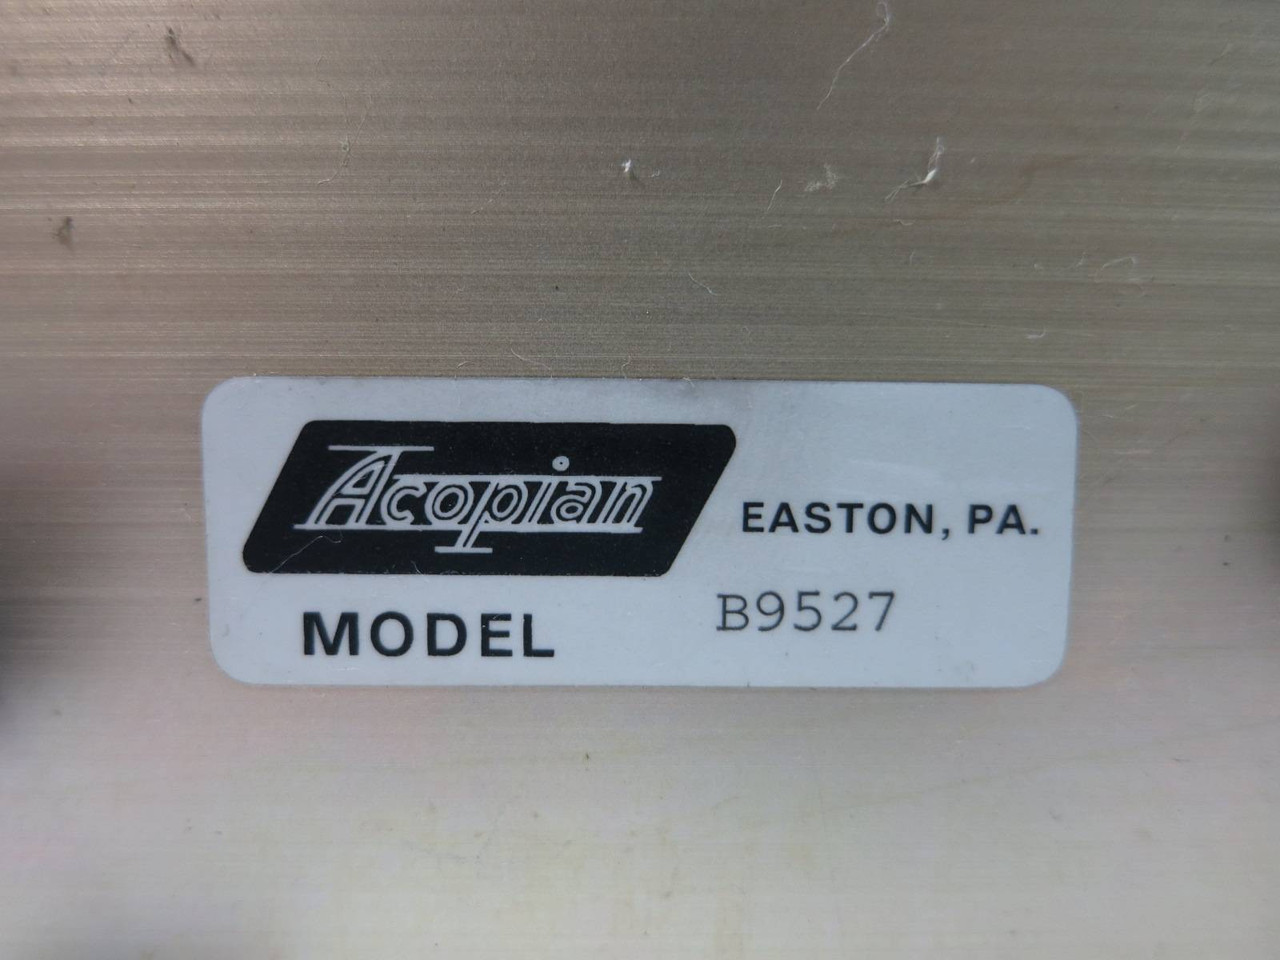 Acopian
EASTON, PA.
MODEL B9527